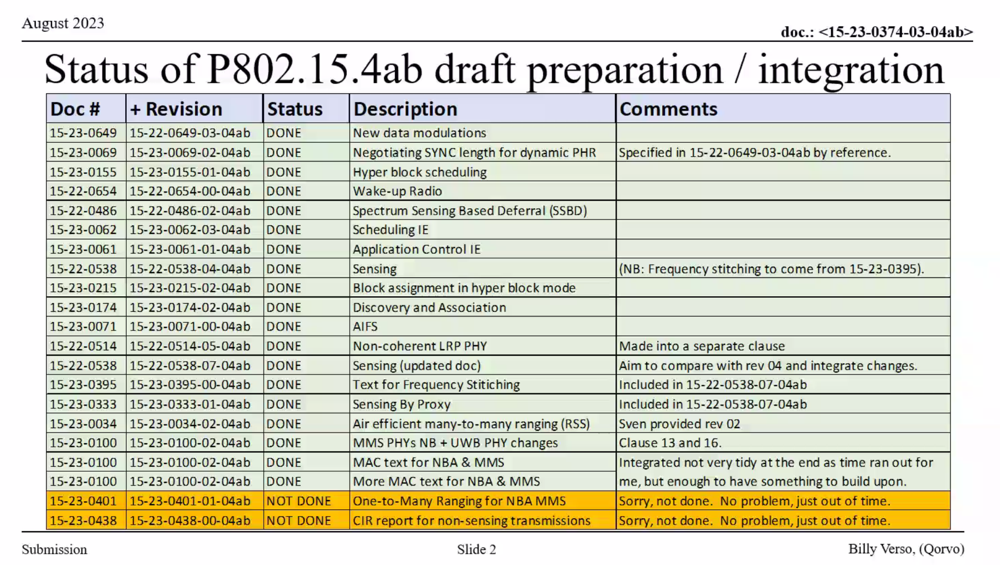 August 2023
doc.: <15-23-0374-03-04ab>
Status of P802.15.4ab draft preparation / integration
Doc # + Revision Status Description Comments
15-23-0649 15-22-0649-03-04ab DONE New data modulations
15-23-0069 15-23-0069-02-04ab DONE Negotiating SYNC length for dynamic PHR Specified in 15-22-0649-03-04ab by reference.
15-23-0155 15-23-0155-01-04ab DONE Hyper block scheduling
15-22-0654 15-22-0654-00-04ab DONE Wake-up Radio
15-22-0486 15-22-0486-02-04ab DONE Spectrum Sensing Based Deferral (SSBD)
15-23-0062 15-23-0062-03-04ab DONE Scheduling IE
15-23-0061 15-23-0061-01-04ab DONE Application Control IE
15-22-0538 15-22-0538-04-04ab DONE Sensing (NB: Frequency stitching to come from 15-23-0395).
15-23-0215 15-23-0215-02-04ab DONE Block assignment in hyper block mode
15-23-0174 15-23-0174-02-04ab DONE Discovery and Association
15-23-0071 15-23-0071-00-04ab DONE AIFS
15-22-0514 15-22-0514-05-04ab DONE Non-coherent LRP PHY Made into a separate clause
15-22-0538 15-22-0538-07-04ab DONE Sensing (updated doc) Aim to compare with rev 04 and integrate changes.
15-23-0395 15-23-0395-00-04ab DONE Text for Frequency Stitiching Included in 15-22-0538-07-04ab
15-23-0333 15-23-0333-01-04ab DONE Sensing By Proxy Included in 15-22-0538-07-04ab
15-23-0034 15-23-0034-02-04ab DONE Air efficient many-to-many ranging (RSS) Sven provided rev 02
15-23-0100 15-23-0100-02-04ab DONE MMS PHYs NB + UWB PHY changes Clause 13 and 16.
15-23-0100 15-23-0100-02-04ab DONE MAC text for NBA & MMS Integrated not very tidy at the end as time ran out for
15-23-0100 15-23-0100-02-04ab DONE More MAC text for NBA & MMS me, but enough to have something to build upon.
15-23-0401 15-23-0401-01-04ab NOT DONE One-to-Many Ranging for NBA MMS Sorry, not done. No problem, just out of time.
15-23-0438 15-23-0438-00-04ab NOT DONE CIR report for non-sensing transmissions Sorry, not done. No problem, just out of time.
Submission Slide 2 Billy Verso, (Qorvo)